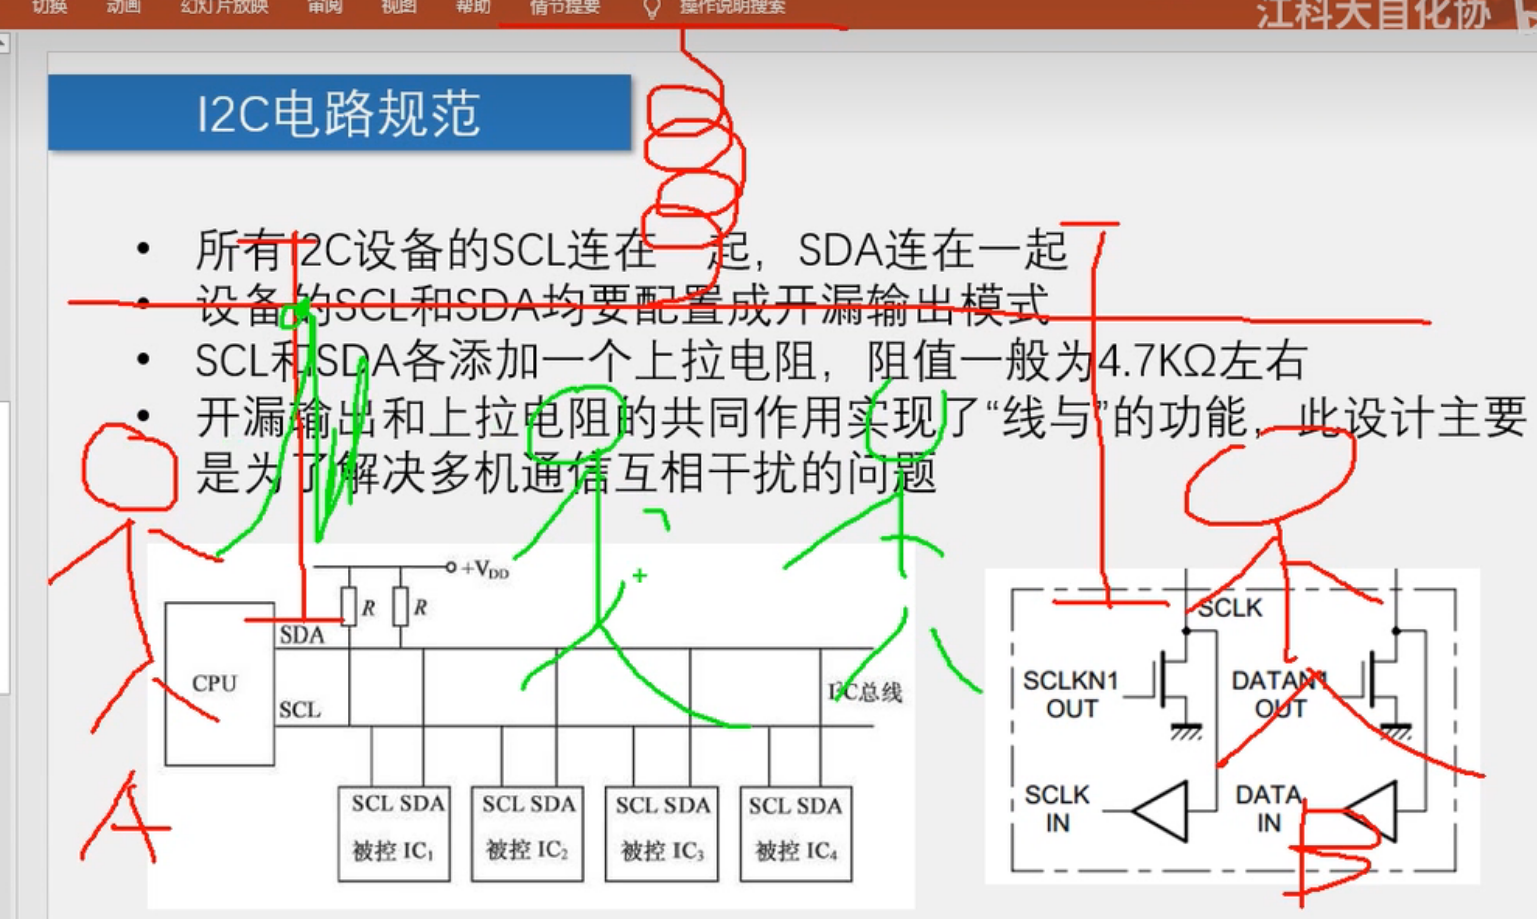 切换 动画 幻灯片放映 审阅 视图 帮助 情节提要 操作说明搜索
江科大自化协
I2C电路规范
• 所有I2C设备的SCL连在一起，SDA连在一起
• 设备的SCL和SDA均要配置成开漏输出模式
• SCL和SDA各添加一个上拉电阻，阻值一般为4.7KΩ左右
• 开漏输出和上拉电阻的共同作用实现了“线与”的功能，此设计主要
是为了解决多机通信互相干扰的问题
+VDD
R R
SDA
CPU
SCL
I²C总线
SCL SDA
被控 IC1
SCL SDA
被控 IC2
SCL SDA
被控 IC3
SCL SDA
被控 IC4
SCLK
SCLKN1
OUT
DATAN1
OUT
SCLK
IN
DATA
IN
A
B